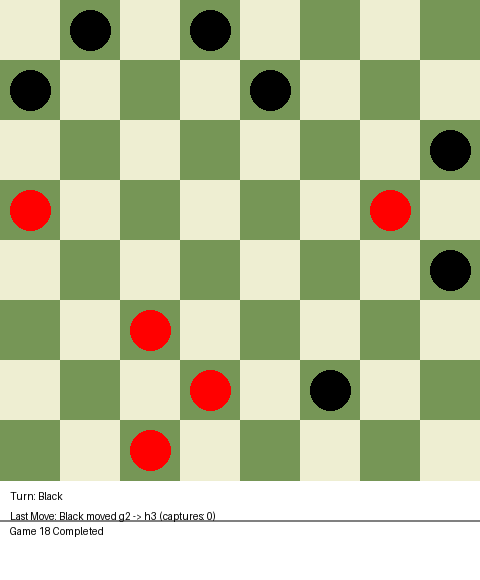 Turn: Black
Last Move: Black moved g2 -> h3 (captures: 0)
Game 18 Completed